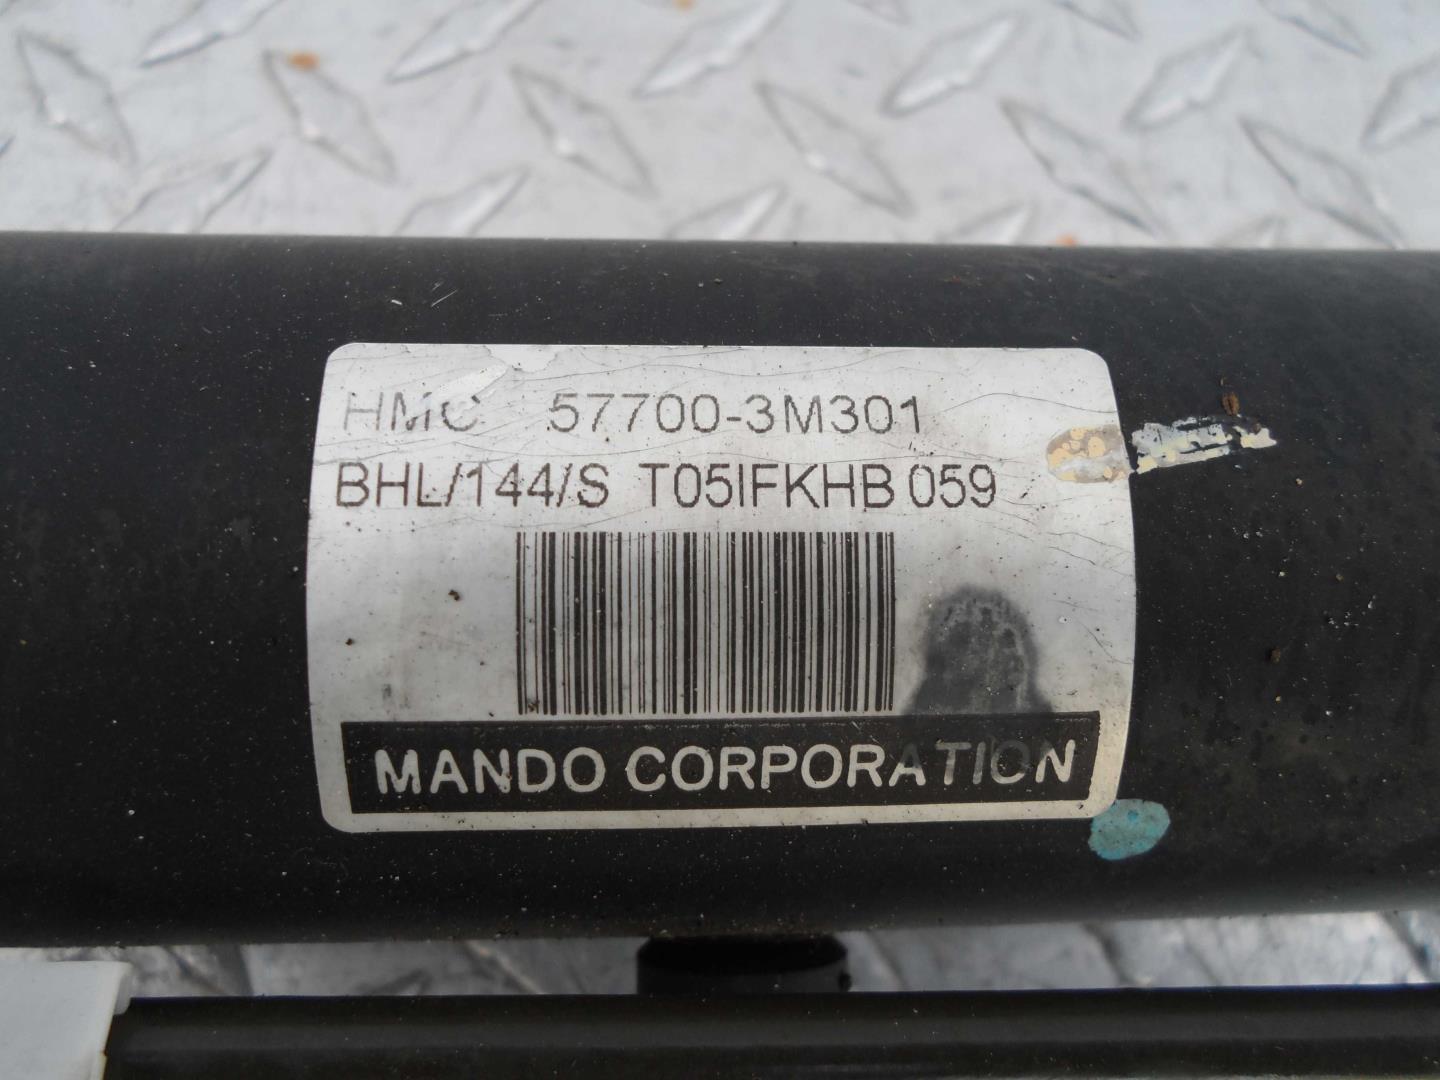 HMC 57700-3M301
BHL/144/S T05IFKHB 059
MANDO CORPORATION